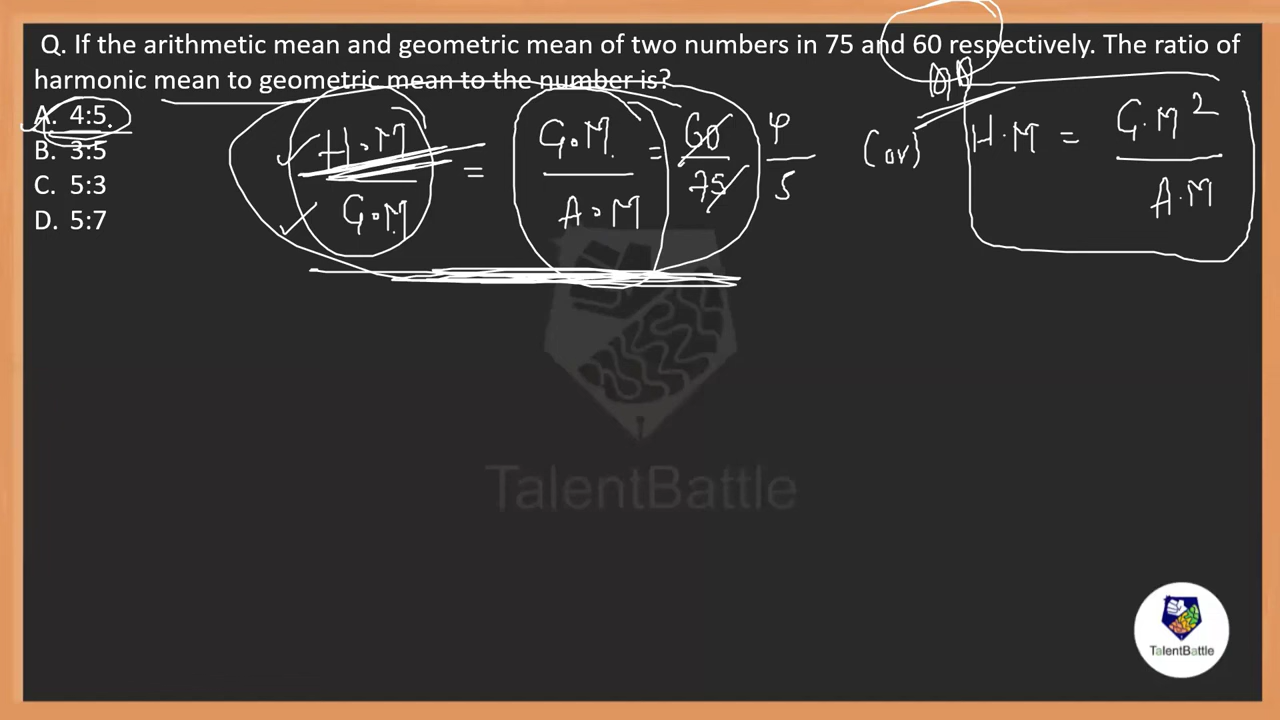 Q. If the arithmetic mean and geometric mean of two numbers in 75 and 60 respectively. The ratio of
harmonic mean to geometric mean to the number is?
A. 4:5.
B. 3:5
C. 5:3
D. 5:7
H.M / G.M = G.M. / A.M = 60 / 75 4 / 5 (or) H.M = G.M² / A.M
TalentBattle
TalentBattle